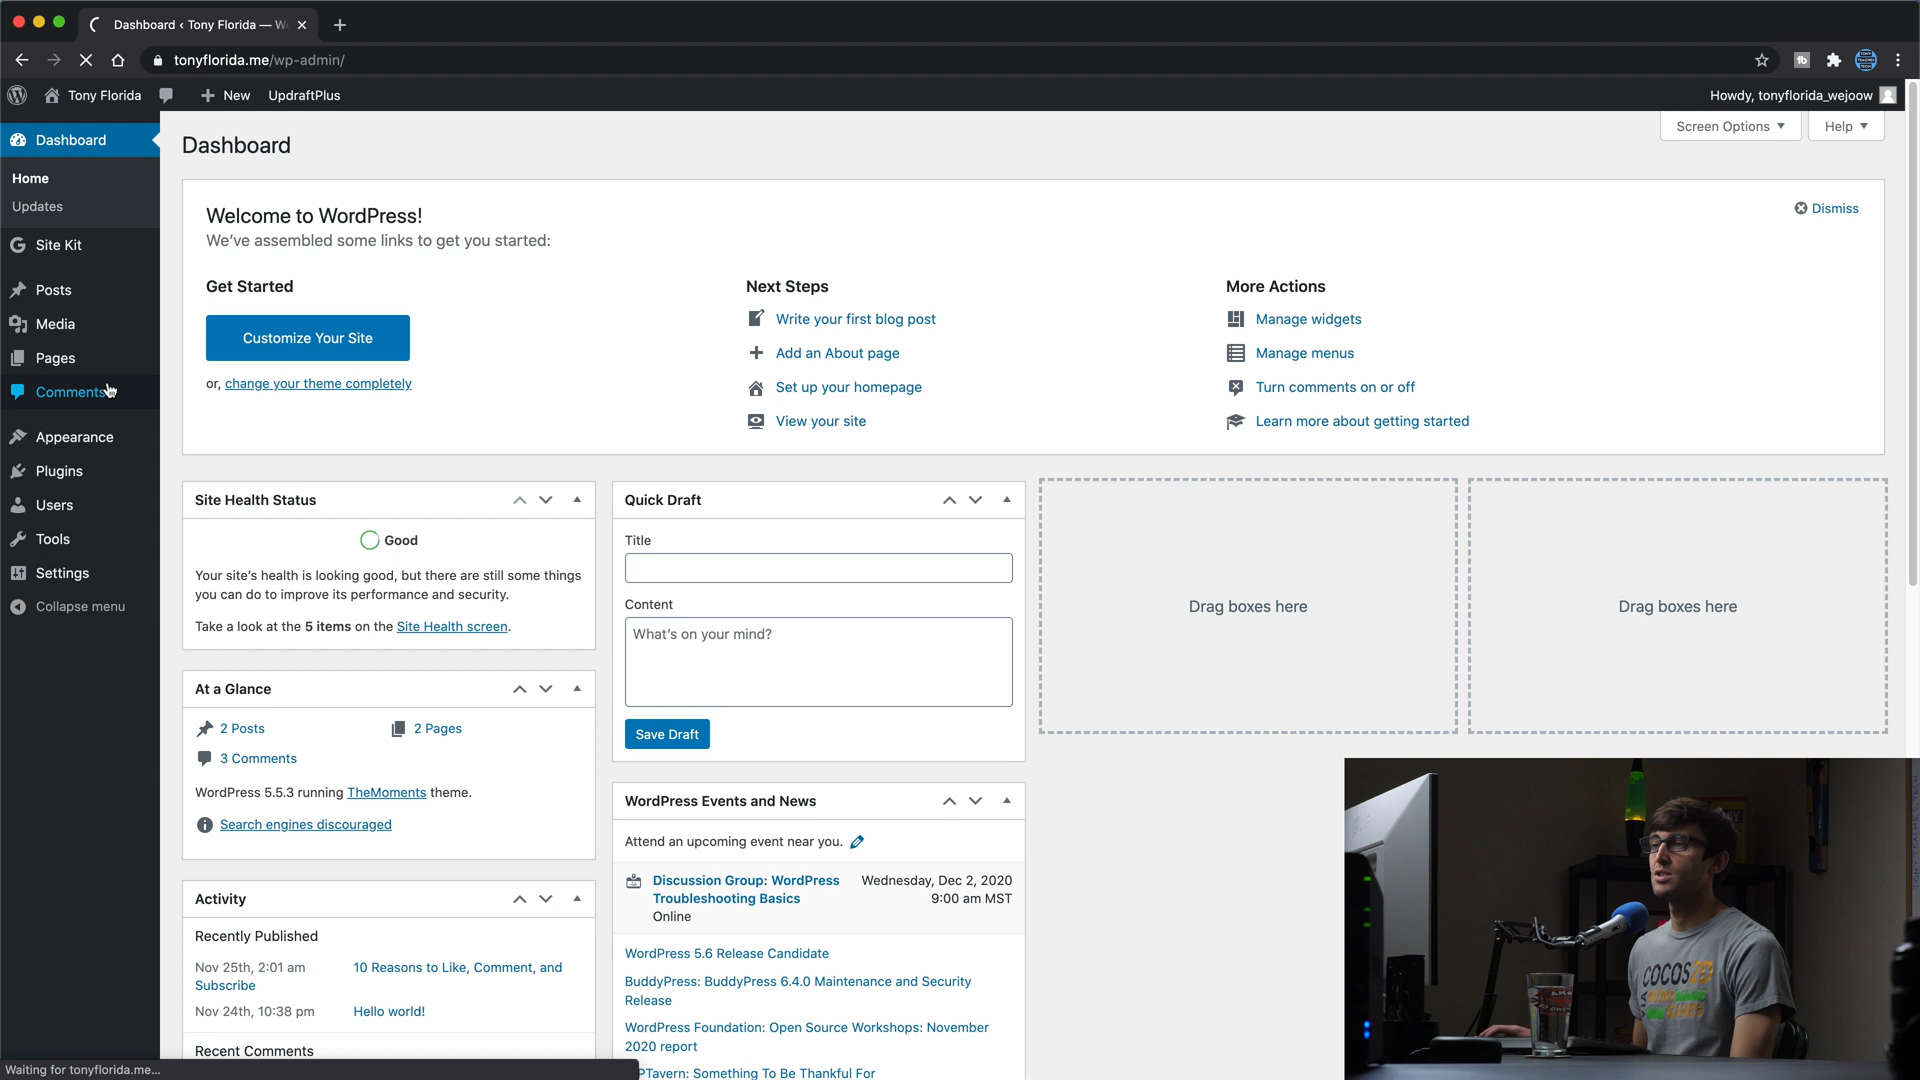 Dashboard ‹ Tony Florida — W
tonyflorida.me/wp-admin/
Tony Florida
New
UpdraftPlus
Howdy, tonyflorida_wejoow
Dashboard
Home
Updates
Site Kit
Posts
Media
Pages
Comments
Appearance
Plugins
Users
Tools
Settings
Collapse menu
Dashboard
Screen Options
Help
Welcome to WordPress!
We've assembled some links to get you started:
Dismiss
Get Started
Customize Your Site
or, change your theme completely
Next Steps
Write your first blog post
Add an About page
Set up your homepage
View your site
More Actions
Manage widgets
Manage menus
Turn comments on or off
Learn more about getting started
Site Health Status
Good
Your site's health is looking good, but there are still some things
you can do to improve its performance and security.
Take a look at the 5 items on the Site Health screen.
At a Glance
2 Posts
2 Pages
3 Comments
WordPress 5.5.3 running TheMoments theme.
Search engines discouraged
Activity
Recently Published
Nov 25th, 2:01 am 10 Reasons to Like, Comment, and
Subscribe
Nov 24th, 10:38 pm Hello world!
Recent Comments
Quick Draft
Title
Content
What's on your mind?
Save Draft
WordPress Events and News
Attend an upcoming event near you.
Discussion Group: WordPress
Troubleshooting Basics
Online
Wednesday, Dec 2, 2020
9:00 am MST
WordPress 5.6 Release Candidate
BuddyPress: BuddyPress 6.4.0 Maintenance and Security
Release
WordPress Foundation: Open Source Workshops: November
2020 report
PTavern: Something To Be Thankful For
Drag boxes here
Drag boxes here
COCOS2D
Waiting for tonyflorida.me...